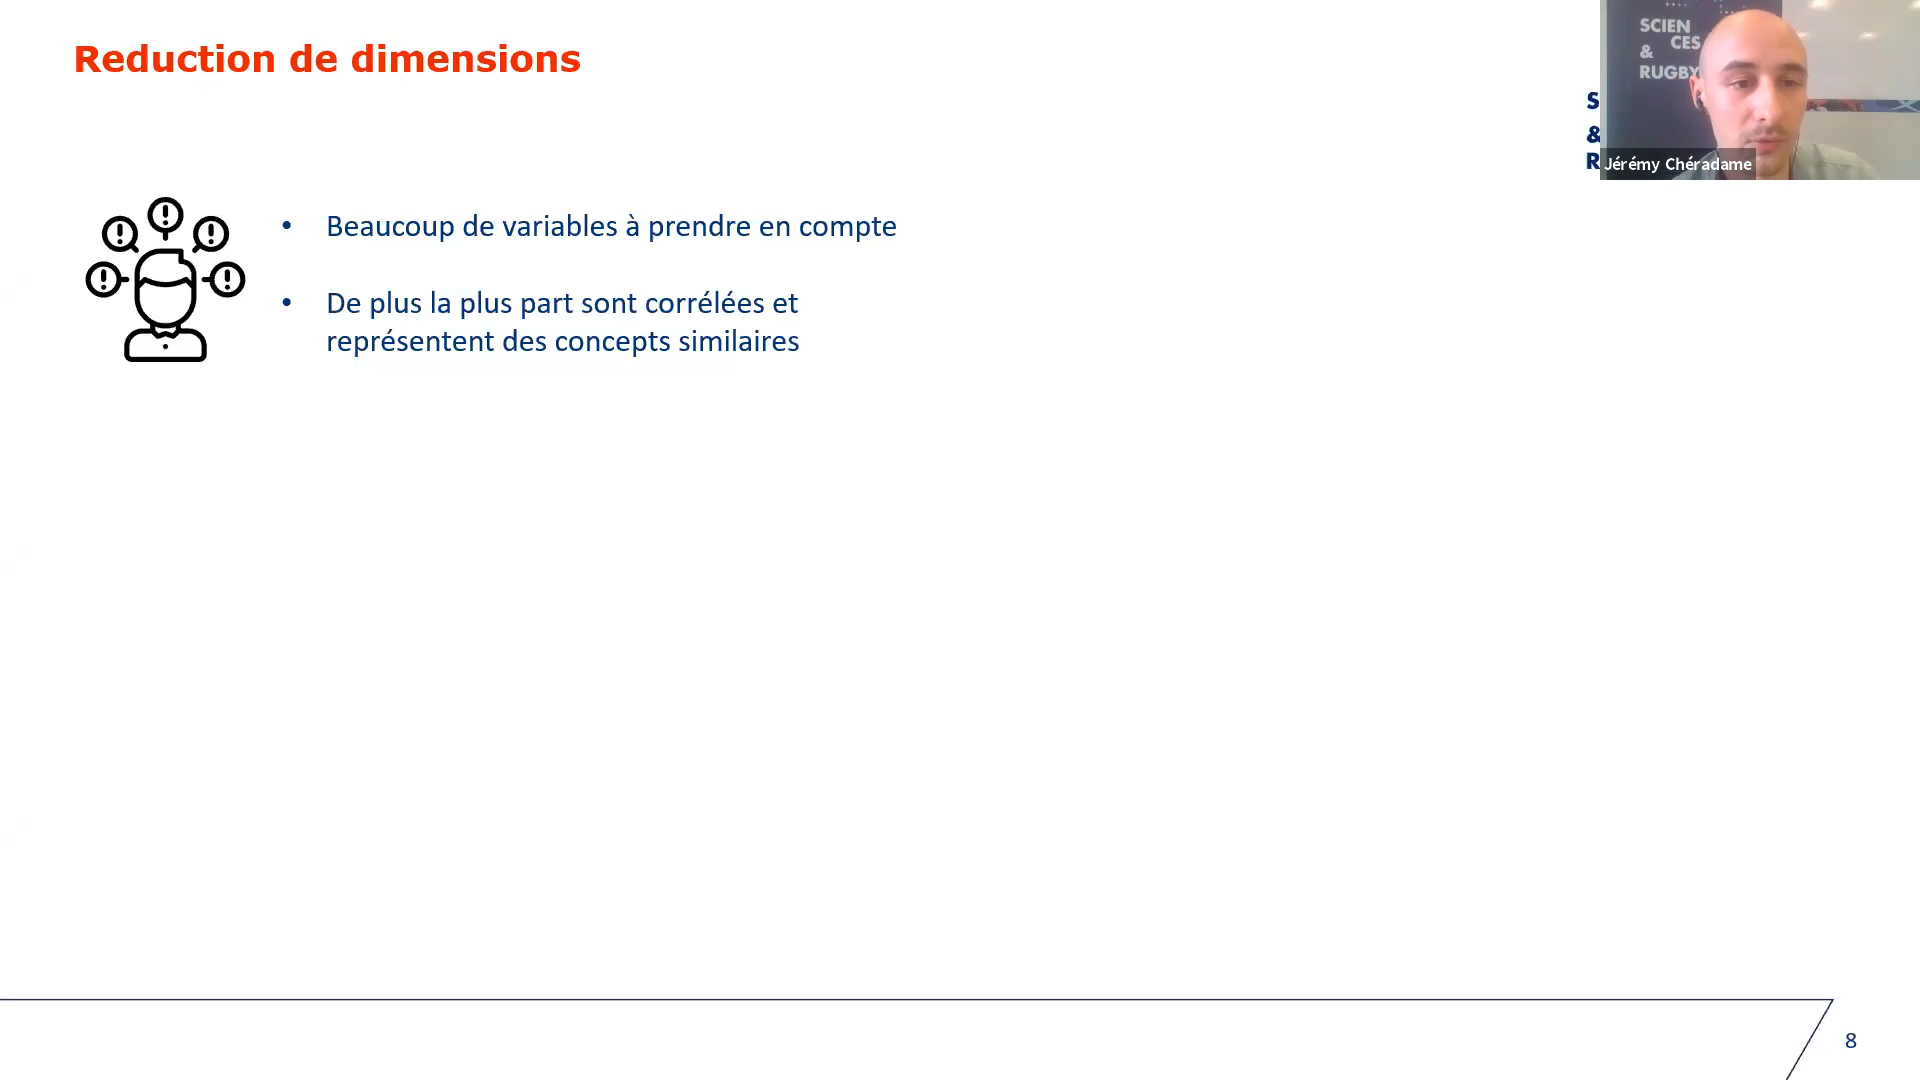 Reduction de dimensions
SCIEN
CES
&
RUGBY
S
&
R
Jérémy Chéradame
• Beaucoup de variables à prendre en compte
• De plus la plus part sont corrélées et
représentent des concepts similaires
8